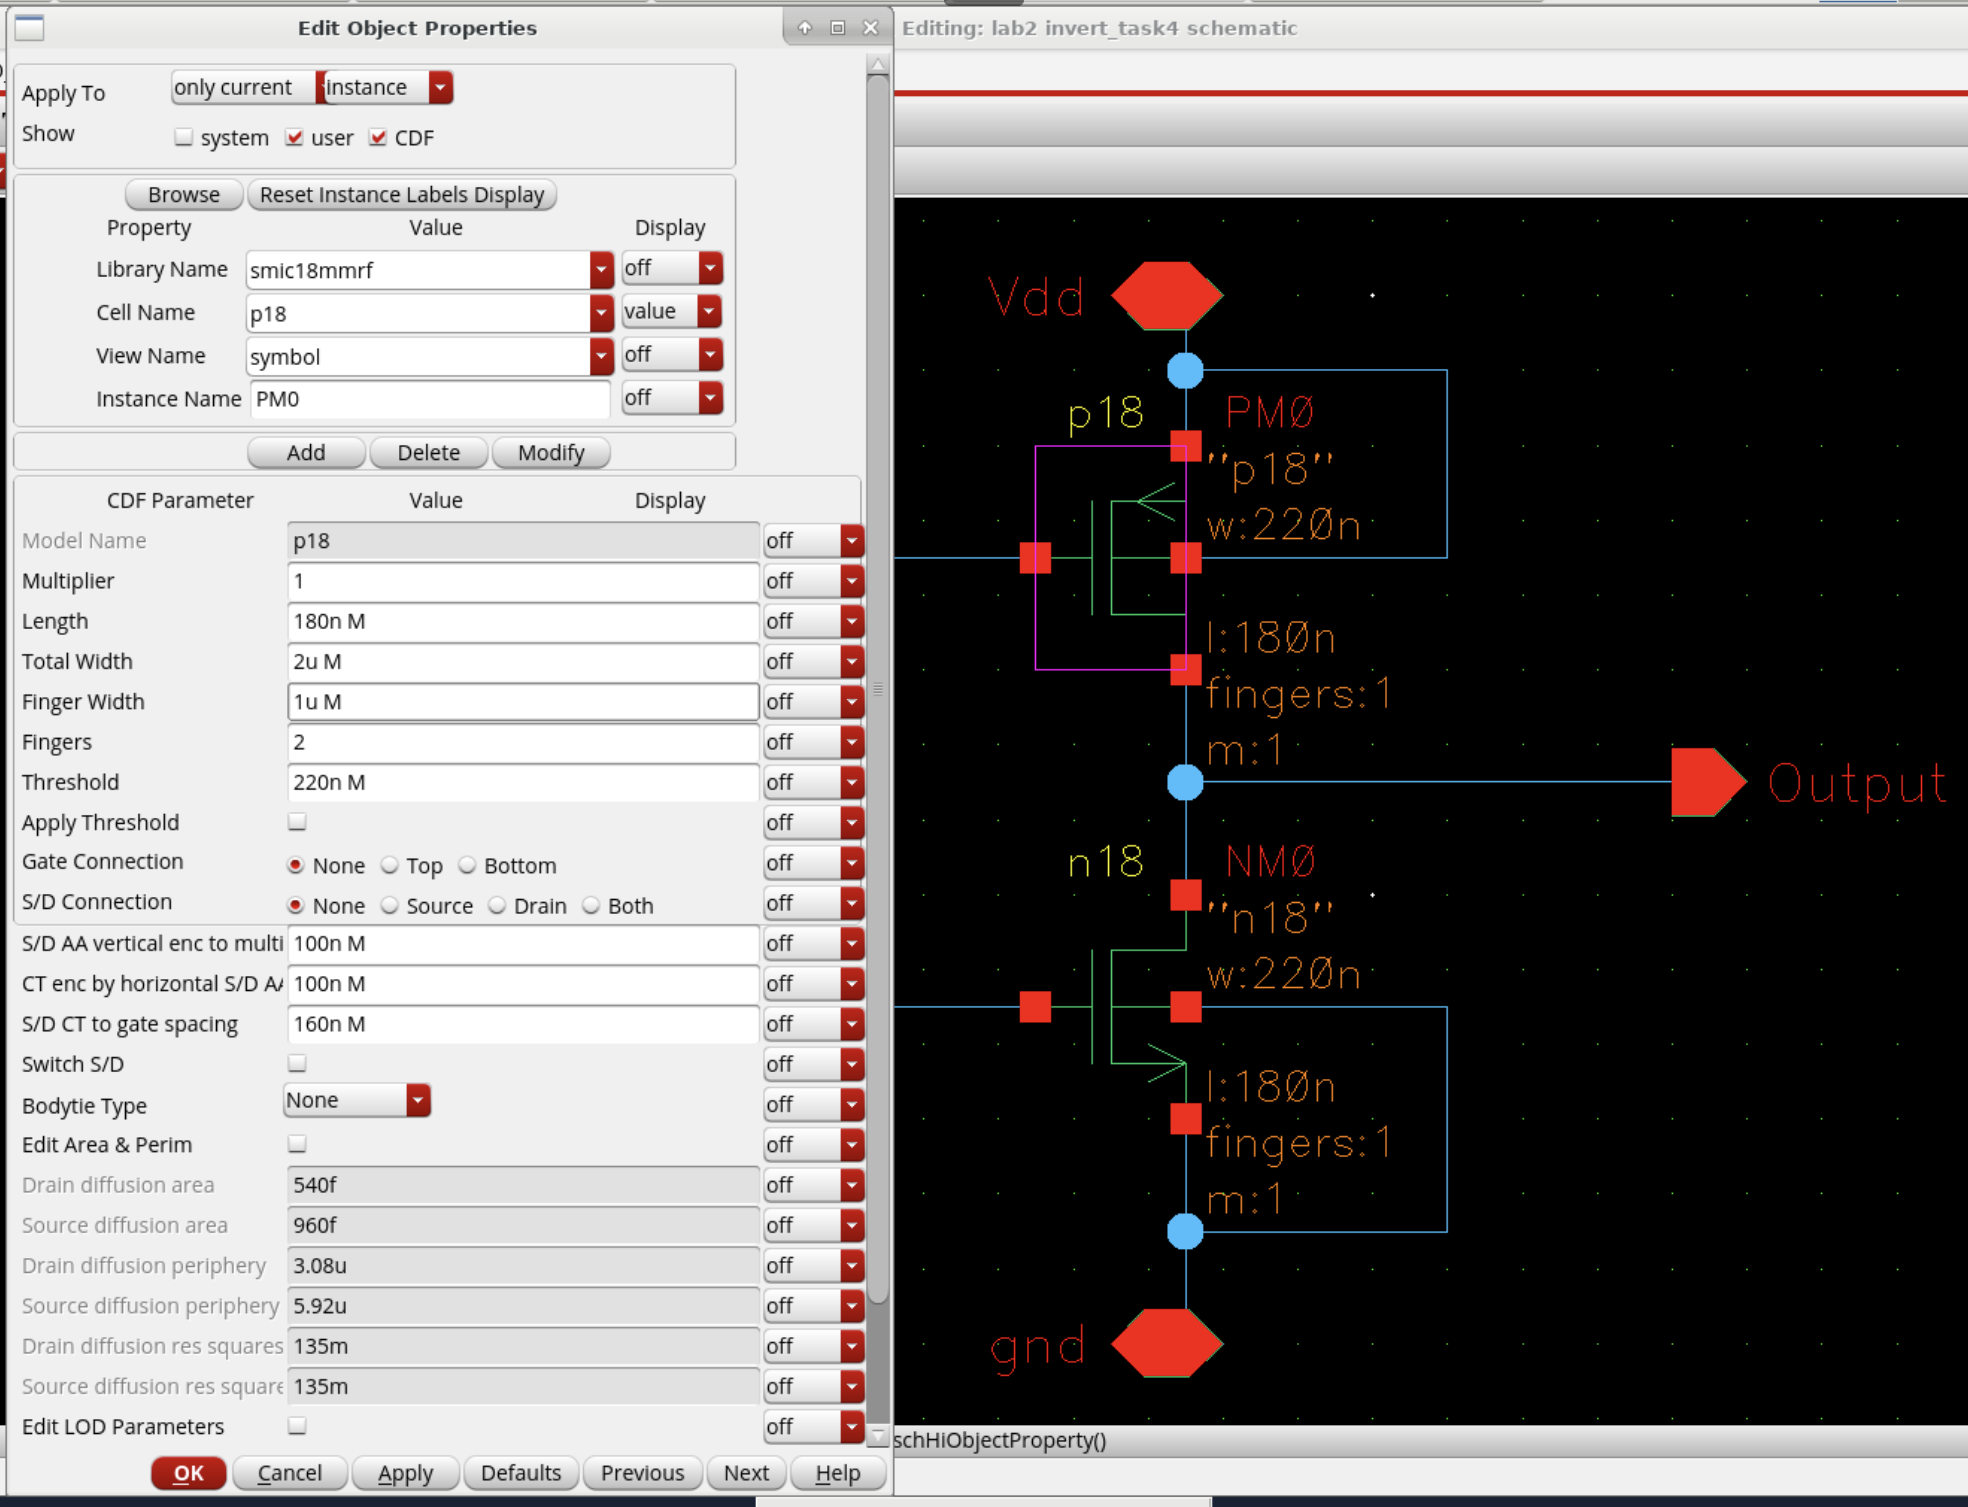 Edit Object Properties
Editing: lab2 invert_task4 schematic
Apply To only current instance
Show system user CDF
Browse Reset Instance Labels Display
Property Value Display
Library Name smic18mmrf off
Cell Name p18 value
View Name symbol off
Instance Name PM0 off
Add Delete Modify
CDF Parameter Value Display
Model Name p18 off
Multiplier 1 off
Length 180n M off
Total Width 2u M off
Finger Width 1u M off
Fingers 2 off
Threshold 220n M off
Apply Threshold off
Gate Connection None Top Bottom off
S/D Connection None Source Drain Both off
S/D AA vertical enc to multi 100n M off
CT enc by horizontal S/D AA 100n M off
S/D CT to gate spacing 160n M off
Switch S/D off
Bodytie Type None off
Edit Area & Perim off
Drain diffusion area 540f off
Source diffusion area 960f off
Drain diffusion periphery 3.08u off
Source diffusion periphery 5.92u off
Drain diffusion res squares 135m off
Source diffusion res square 135m off
Edit LOD Parameters off
OK Cancel Apply Defaults Previous Next Help
Vdd
p18 PM0
"p18"
w:220n
l:180n
fingers:1
m:1
Output
n18 NM0
"n18"
w:220n
l:180n
fingers:1
m:1
gnd
schHiObjectProperty()